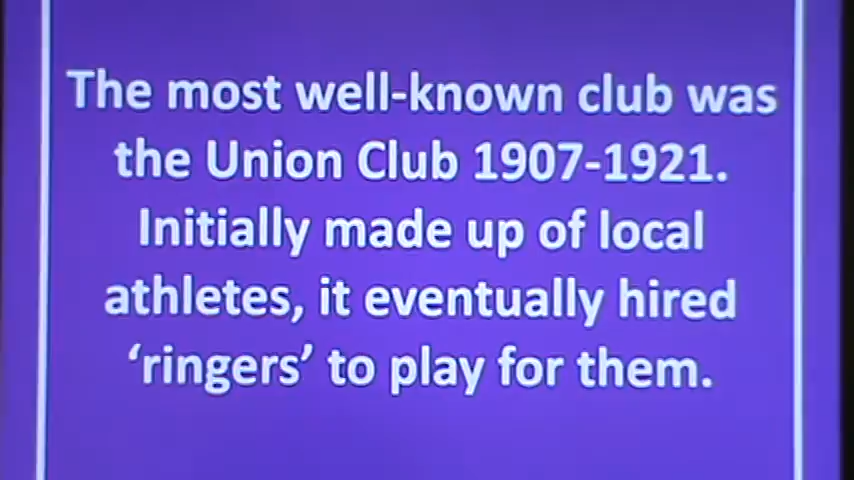 The most well-known club was
the Union Club 1907-1921.
Initially made up of local
athletes, it eventually hired
‘ringers’ to play for them.